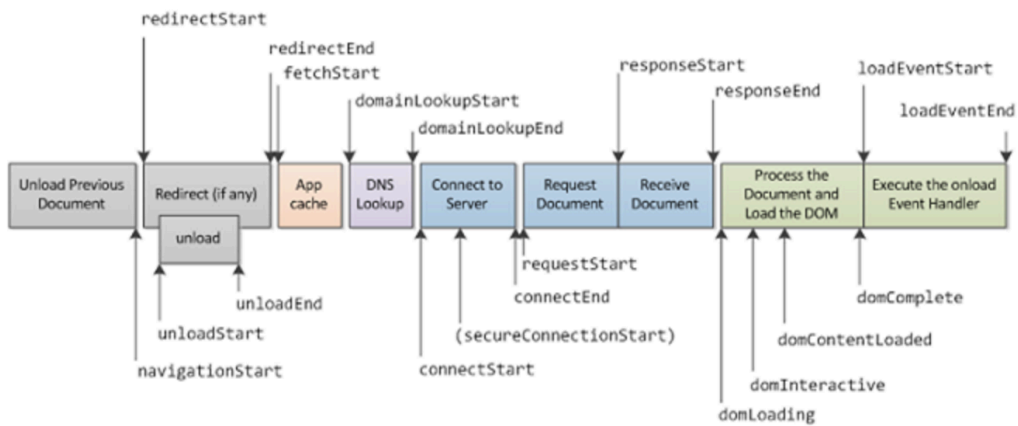 redirectStart
redirectEnd
fetchStart
domainLookupStart
domainLookupEnd
responseStart
responseEnd
loadEventStart
loadEventEnd
Unload Previous
Document
Redirect (if any)
unload
App
cache
DNS
Lookup
Connect to
Server
Request
Document
Receive
Document
Process the
Document and
Load the DOM
Execute the onload
Event Handler
requestStart
connectEnd
(secureConnectionStart)
connectStart
unloadEnd
unloadStart
navigationStart
domComplete
domContentLoaded
domInteractive
domLoading